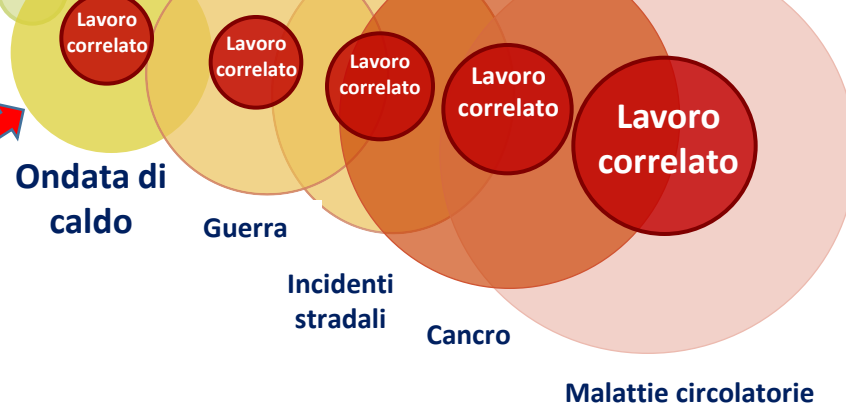 Lavoro
correlato
Lavoro
correlato
Lavoro
correlato
Lavoro
correlato
Lavoro
correlato
Ondata di
caldo
Guerra
Incidenti
stradali
Cancro
Malattie circolatorie